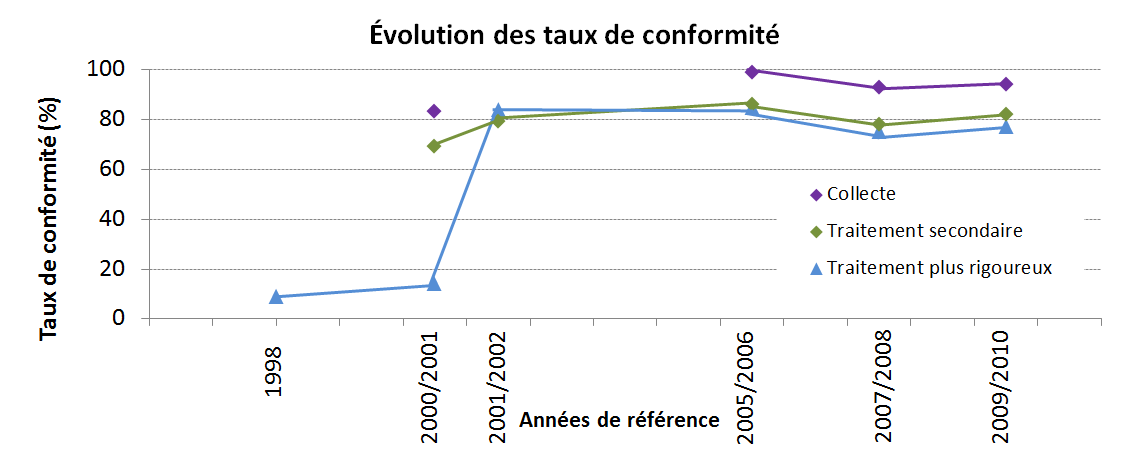 Évolution des taux de conformité
Taux de conformité (%)
100
80
60
40
20
0
Collecte
Traitement secondaire
Traitement plus rigoureux
1998
2000/2001
2001/2002
2005/2006
2007/2008
2009/2010
Années de référence